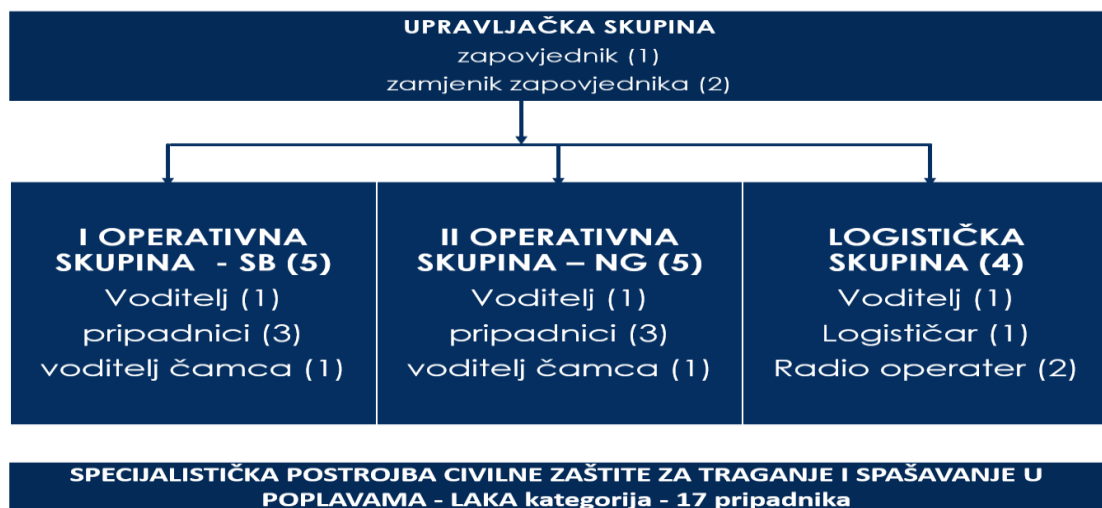 UPRAVLJAČKA SKUPINA
zapovjednik (1)
zamjenik zapovjednika (2)
I OPERATIVNA
SKUPINA - SB (5)
Voditelj (1)
pripadnici (3)
voditelj čamca (1)
II OPERATIVNA
SKUPINA – NG (5)
Voditelj (1)
pripadnici (3)
voditelj čamca (1)
LOGISTIČKA
SKUPINA (4)
Voditelj (1)
Logističar (1)
Radio operater (2)
SPECIJALISTIČKA POSTROJBA CIVILNE ZAŠTITE ZA TRAGANJE I SPAŠAVANJE U
POPLAVAMA - LAKA kategorija - 17 pripadnika